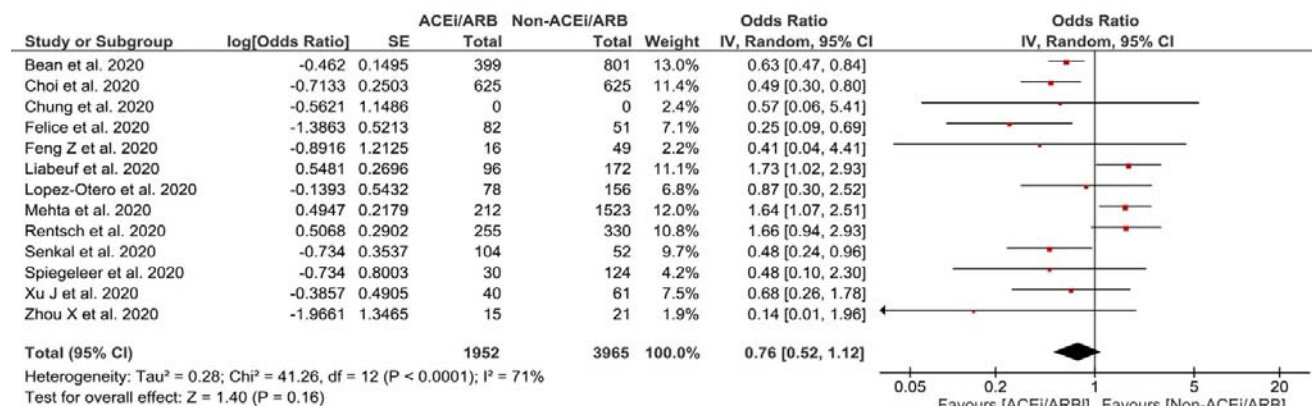 ACEi/ARB Non-ACEi/ARB Odds Ratio Odds Ratio
Study or Subgroup log[Odds Ratio] SE Total Total Weight IV, Random, 95% CI IV, Random, 95% CI
Bean et al. 2020 -0.462 0.1495 399 801 13.0% 0.63 [0.47, 0.84]
Choi et al. 2020 -0.7133 0.2503 625 625 11.4% 0.49 [0.30, 0.80]
Chung et al. 2020 -0.5621 1.1486 0 0 2.4% 0.57 [0.06, 5.41]
Felice et al. 2020 -1.3863 0.5213 82 51 7.1% 0.25 [0.09, 0.69]
Feng Z et al. 2020 -0.8916 1.2125 16 49 2.2% 0.41 [0.04, 4.41]
Liabeuf et al. 2020 0.5481 0.2696 96 172 11.1% 1.73 [1.02, 2.93]
Lopez-Otero et al. 2020 -0.1393 0.5432 78 156 6.8% 0.87 [0.30, 2.52]
Mehta et al. 2020 0.4947 0.2179 212 1523 12.0% 1.64 [1.07, 2.51]
Rentsch et al. 2020 0.5068 0.2902 255 330 10.8% 1.66 [0.94, 2.93]
Senkal et al. 2020 -0.734 0.3537 104 52 9.7% 0.48 [0.24, 0.96]
Spiegeleer et al. 2020 -0.734 0.8003 30 124 4.2% 0.48 [0.10, 2.30]
Xu J et al. 2020 -0.3857 0.4905 40 61 7.5% 0.68 [0.26, 1.78]
Zhou X et al. 2020 -1.9661 1.3465 15 21 1.9% 0.14 [0.01, 1.96]
Total (95% CI) 1952 3965 100.0% 0.76 [0.52, 1.12]
Heterogeneity: Tau² = 0.28; Chi² = 41.26, df = 12 (P < 0.0001); I² = 71%
Test for overall effect: Z = 1.40 (P = 0.16)
0.05 0.2 1 5 20
Favours [ACEi/ARB] Favours [Non-ACEi/ARB]